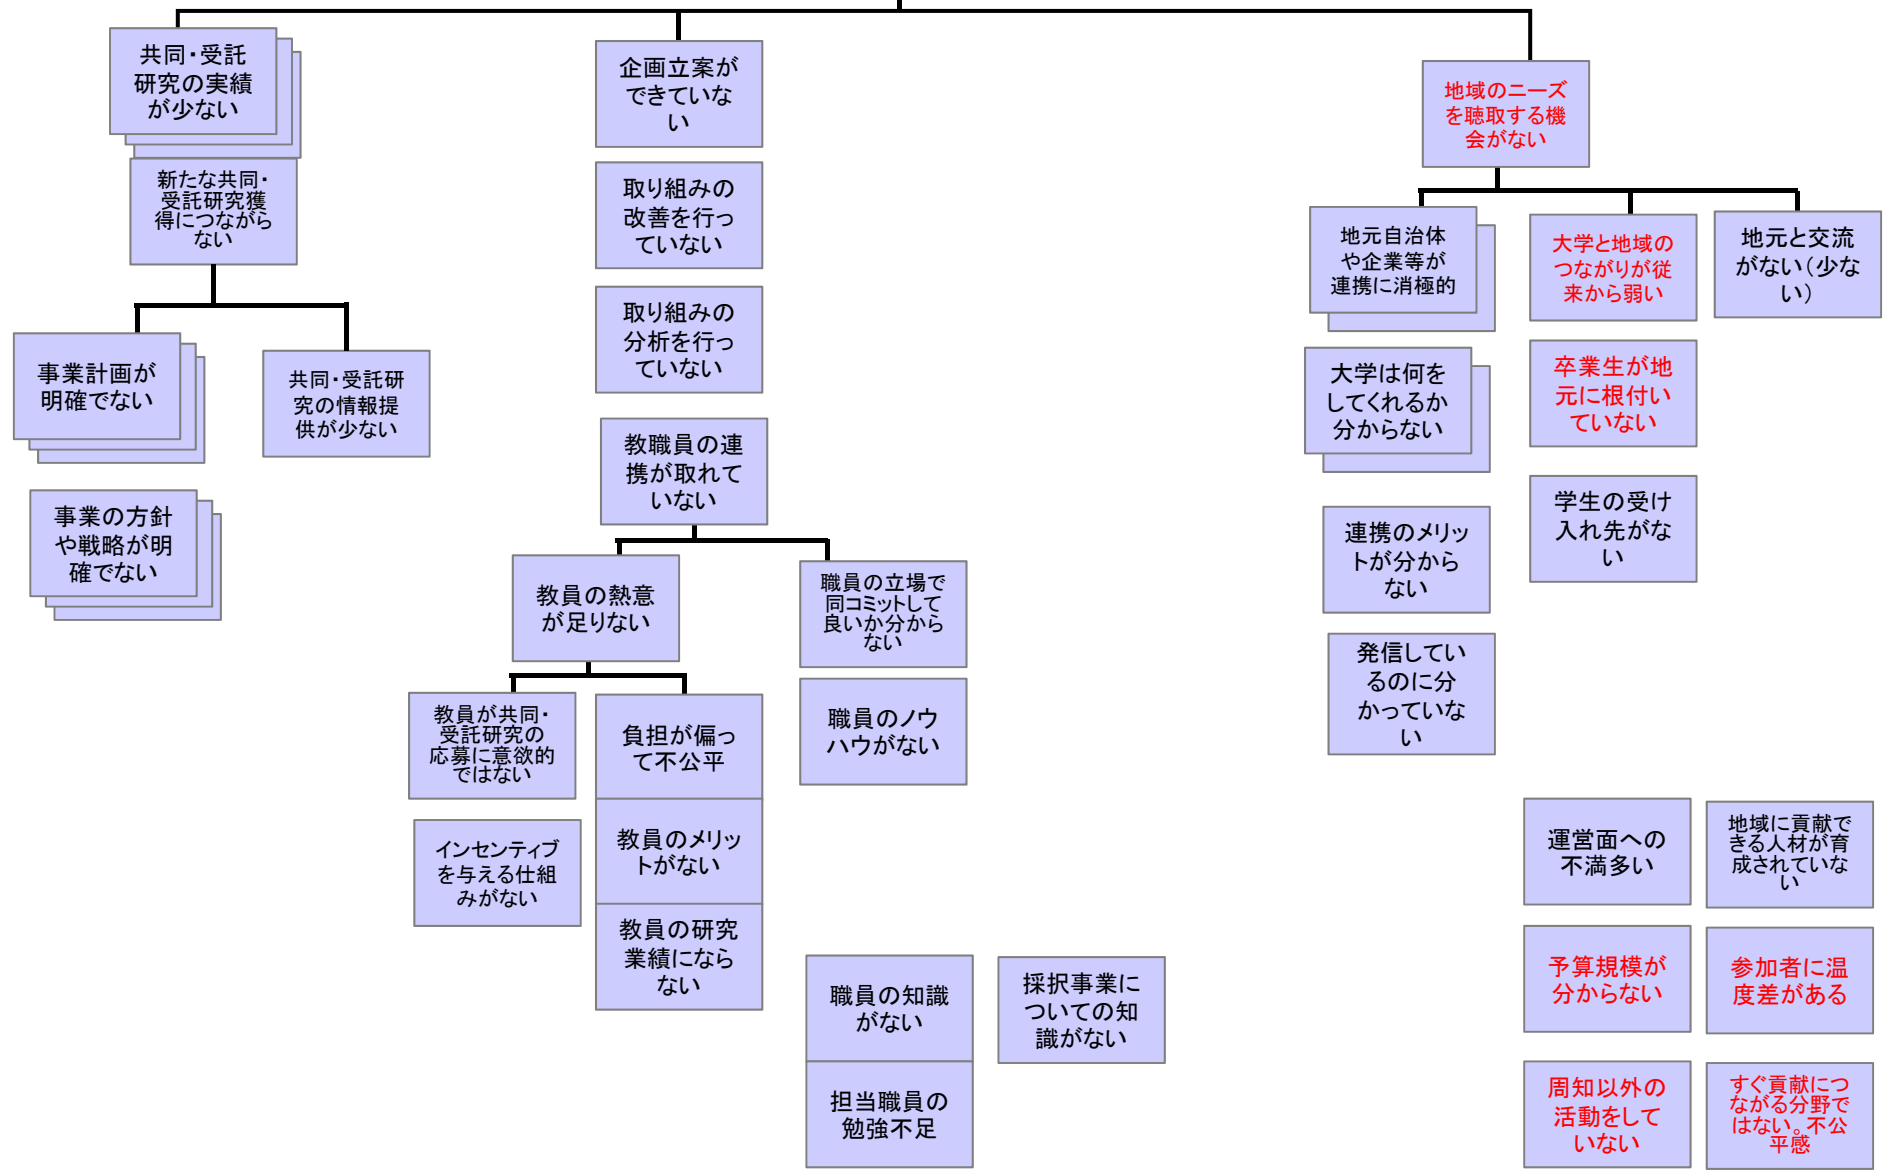 共同・受託
研究の実績
が少ない
新たな共同・
受託研究獲
得につながら
ない
事業計画が
明確でない
共同・受託研
究の情報提
供が少ない
事業の方針
や戦略が明
確でない
企画立案が
できていな
い
取り組みの
改善を行っ
ていない
取り組みの
分析を行っ
ていない
教職員の連
携が取れて
いない
教員の熱意
が足りない
職員の立場で
同コミットして
良いか分から
ない
教員が共同・
受託研究の
応募に意欲的
ではない
負担が偏っ
て不公平
職員のノウ
ハウがない
インセンティブ
を与える仕組
みがない
教員のメリッ
トがない
教員の研究
業績になら
ない
職員の知識
がない
採択事業に
ついての知
識がない
担当職員の
勉強不足
地域のニーズ
を聴取する機
会がない
地元自治体
や企業等が
連携に消極的
大学と地域の
つながりが従
来から弱い
地元と交流
がない（少な
い）
大学は何を
してくれるか
分からない
卒業生が地
元に根付い
ていない
連携のメリッ
トが分から
ない
学生の受け
入れ先がな
い
発信してい
るのに分
かっていな
い
運営面への
不満多い
地域に貢献で
きる人材が育
成されていな
い
予算規模が
分からない
参加者に温
度差がある
周知以外の
活動をして
いない
すぐ貢献につ
ながる分野で
はない。不公
平感